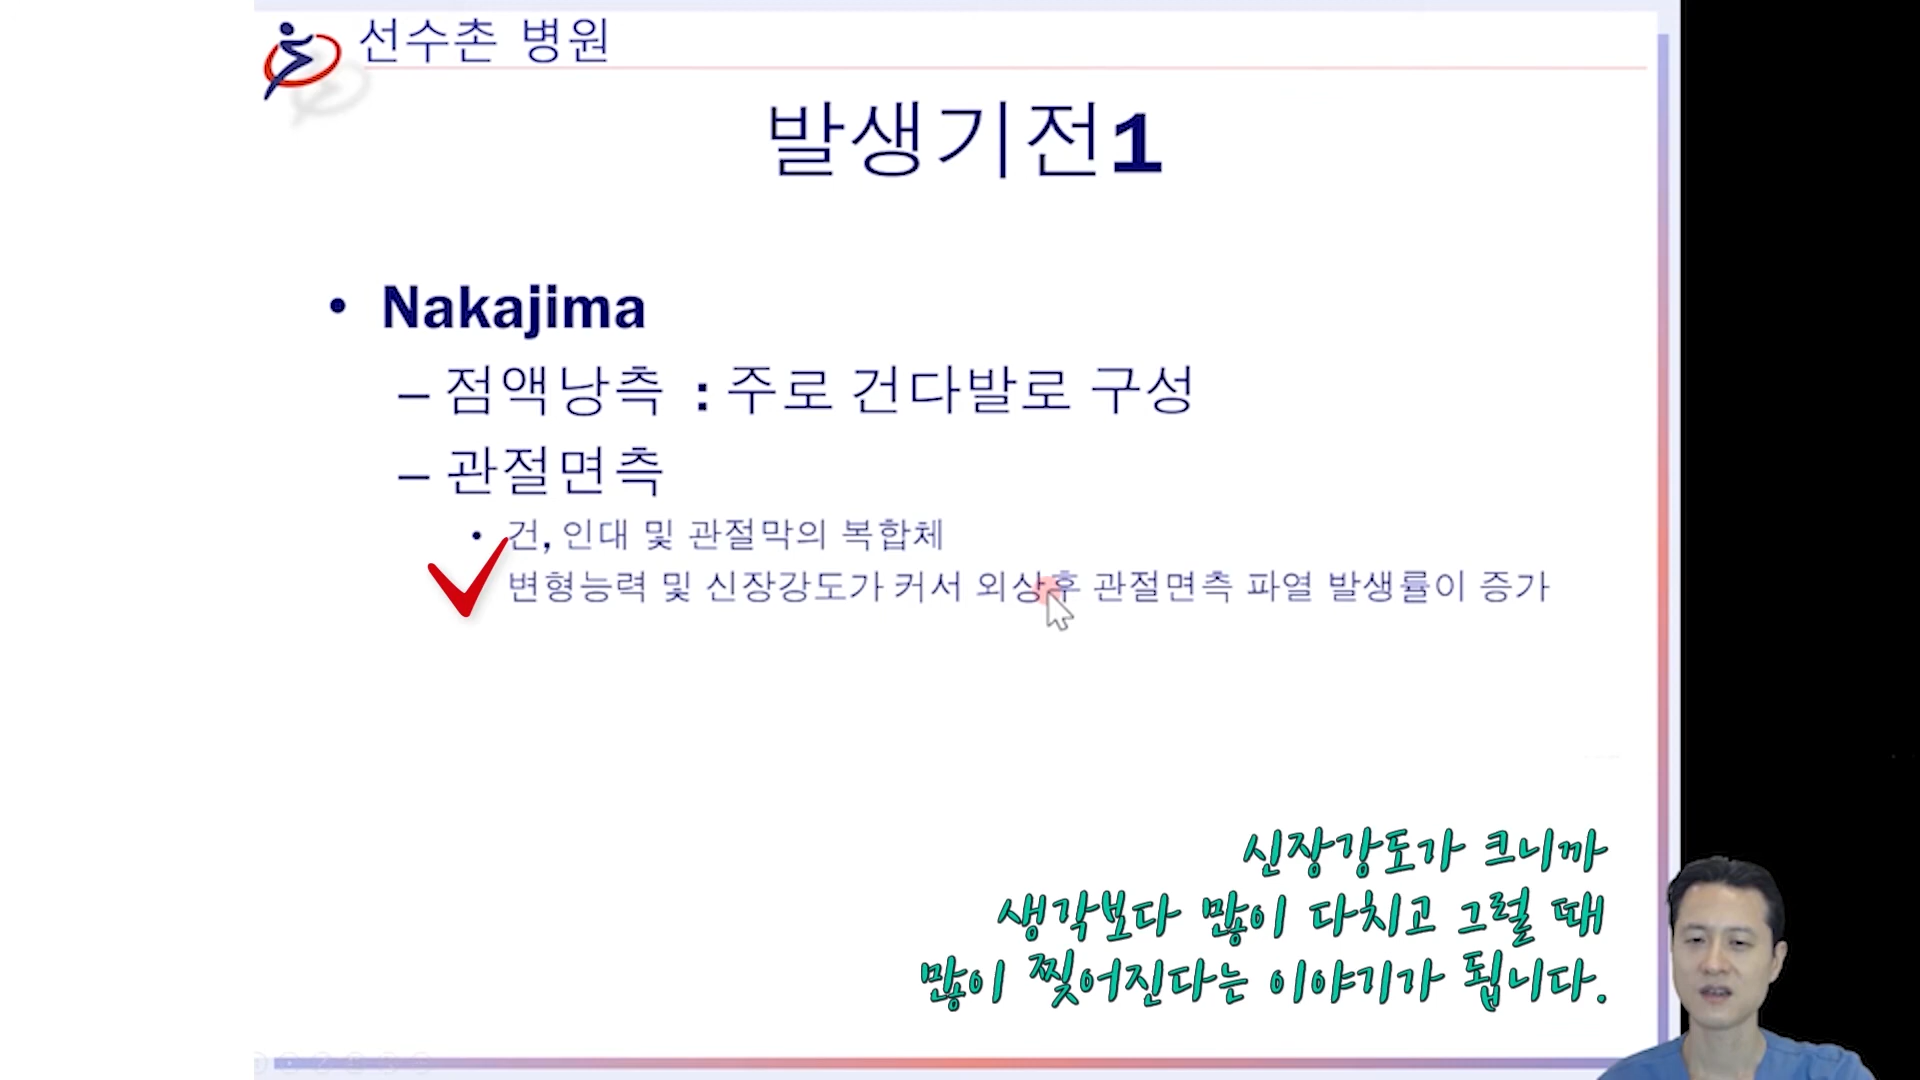 선수촌 병원
발생기전1
• Nakajima
– 점액낭측 : 주로 건다발로 구성
– 관절면측
• 건, 인대 및 관절막의 복합체
변형능력 및 신장강도가 커서 외상후 관절면측 파열 발생률이 증가
신장강도가 크니까
생각보다 많이 다치고 그럴 때
많이 찢어진다는 이야기가 됩니다.